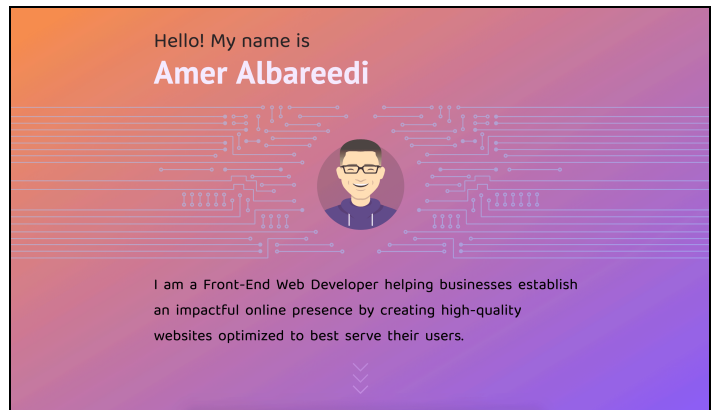 Hello! My name is
Amer Albareedi
I am a Front-End Web Developer helping businesses establish
an impactful online presence by creating high-quality
websites optimized to best serve their users.